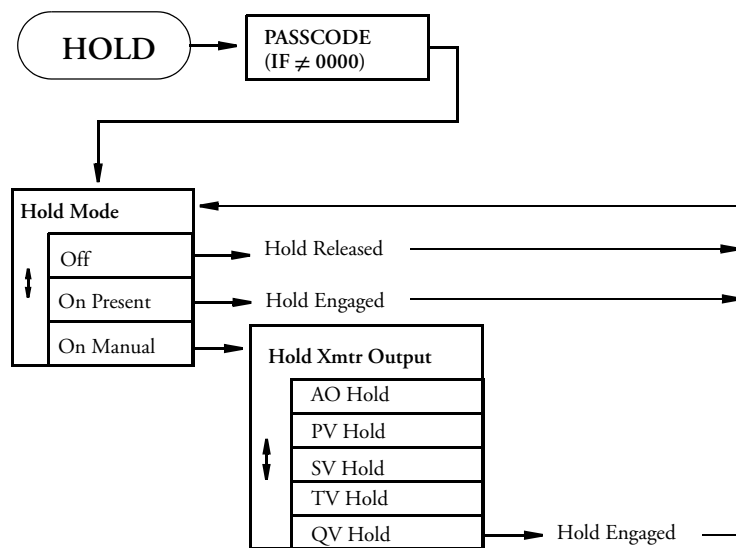 HOLD
PASSCODE
(IF ≠ 0000)
Hold Mode
Off
Hold Released
On Present
Hold Engaged
On Manual
Hold Xmtr Output
AO Hold
PV Hold
SV Hold
TV Hold
QV Hold
Hold Engaged